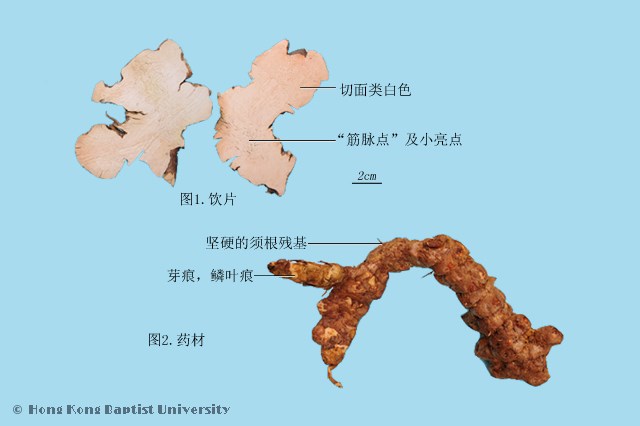 切面类白色
“筋脉点”及小亮点
2cm
图1.饮片
坚硬的须根残基
芽痕，鳞叶痕
图2.药材
© Hong Kong Baptist University